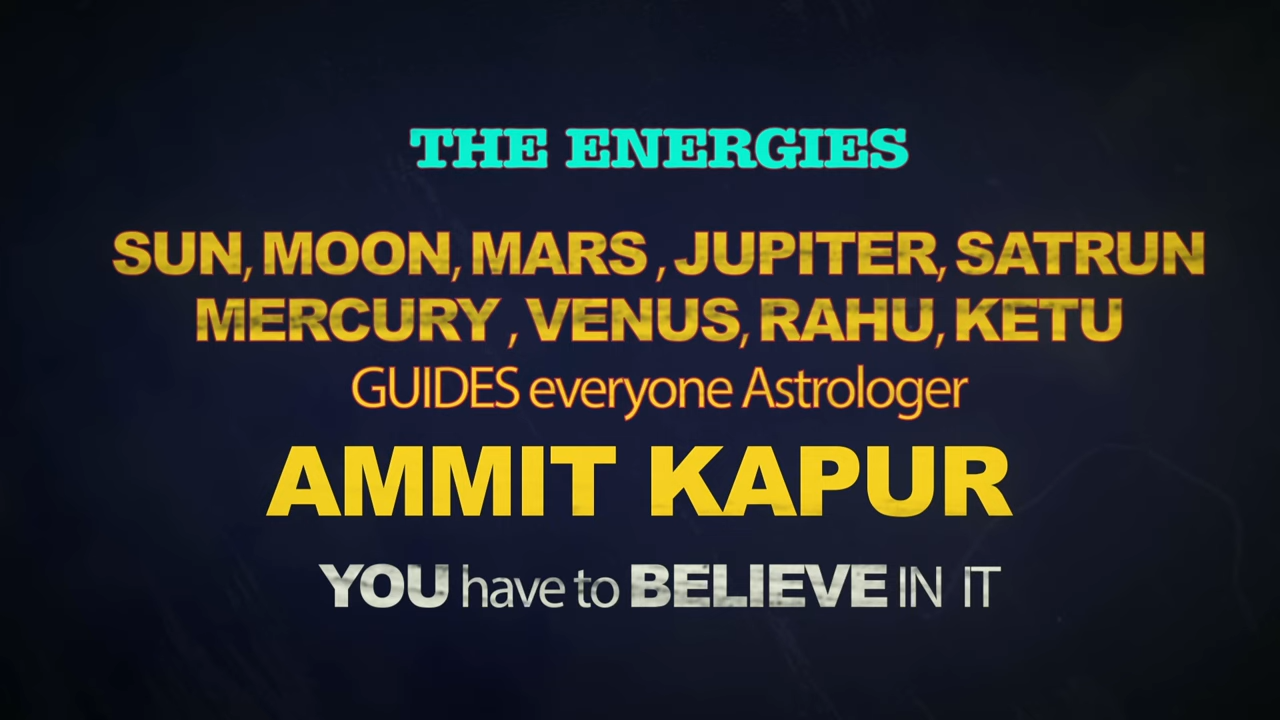 THE ENERGIES
SUN, MOON, MARS , JUPITER, SATRUN
MERCURY , VENUS, RAHU, KETU
GUIDES everyone Astrologer
AMMIT KAPUR
YOU have to BELIEVE IN IT